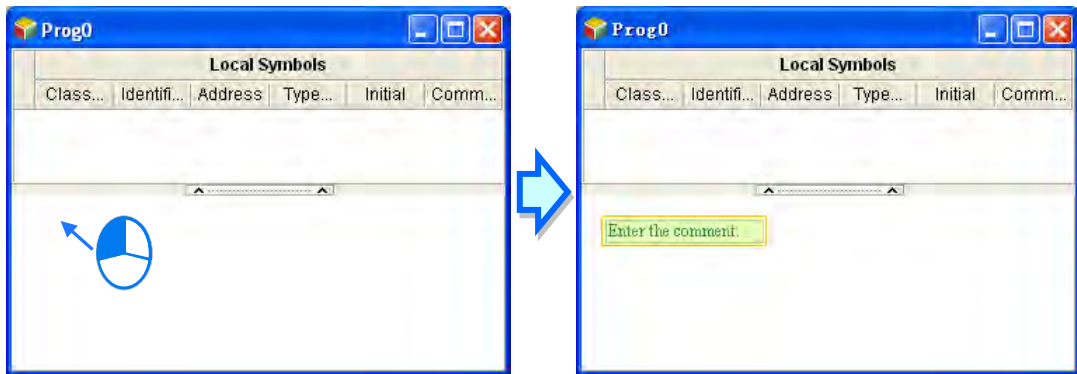 Prog0
Local Symbols
Class... Identifi... Address Type... Initial Comm...
Prog0
Local Symbols
Class... Identifi... Address Type... Initial Comm...
Enter the comment.